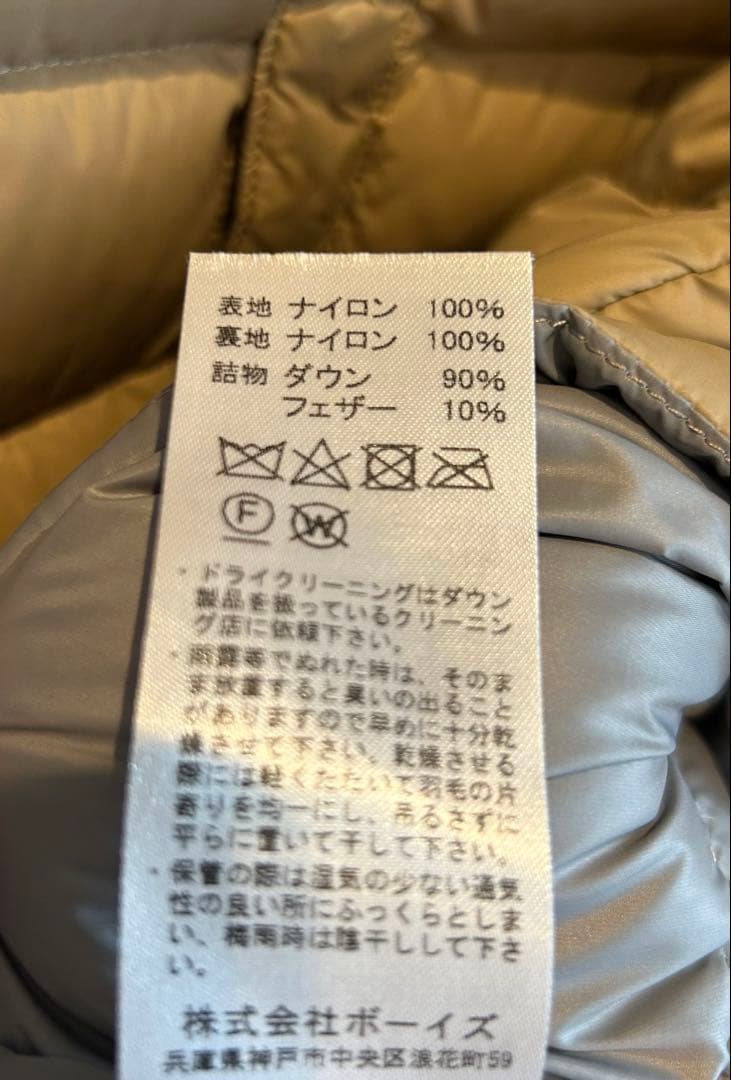 表地 ナイロン 100%
裏地 ナイロン 100%
詰物 ダウン 90%
フェザー 10%
F W
・ドライクリーニングはダウン
製品を扱っているクリーニン
グ店に依頼下さい。
・雨露等でぬれた時は、そのま
ま放置すると臭いの出ること
がありますので早めに十分乾
燥させて下さい。乾燥させる
際には軽くたたいて羽毛の片
寄りを均一にし、吊るさずに
平らに置いて干して下さい。
・保管の際は湿気の少ない通気
性の良い所にふっくらとしま
い、梅雨時は陰干しして下さ
い。
株式会社ボーイズ
兵庫県神戸市中央区浪花町59